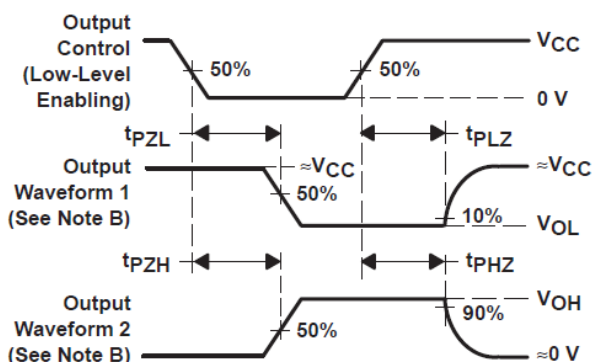 Output
Control
(Low-Level
Enabling)
50%
50%
VCC
0 V
tPZL
tPLZ
Output
Waveform 1
(See Note B)
≈VCC
50%
≈VCC
10%
VOL
tPZH
tPHZ
Output
Waveform 2
(See Note B)
50%
VOH
90%
≈0 V